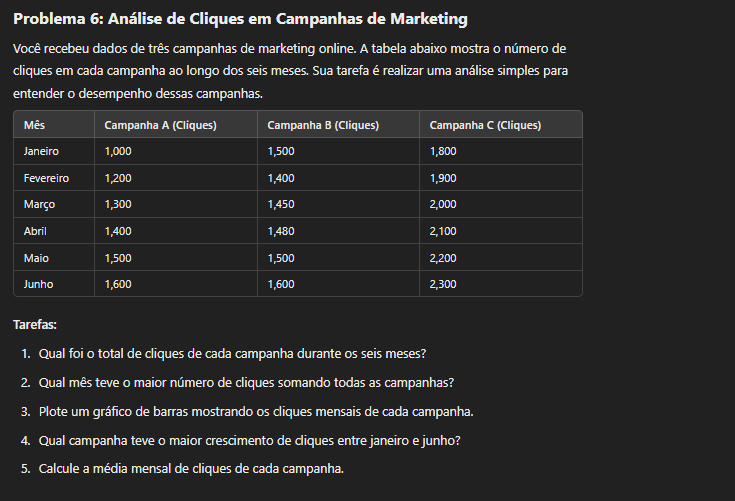 Problema 6: Análise de Cliques em Campanhas de Marketing
Você recebeu dados de três campanhas de marketing online. A tabela abaixo mostra o número de
cliques em cada campanha ao longo dos seis meses. Sua tarefa é realizar uma análise simples para
entender o desempenho dessas campanhas.
Mês Campanha A (Cliques) Campanha B (Cliques) Campanha C (Cliques)
Janeiro 1,000 1,500 1,800
Fevereiro 1,200 1,400 1,900
Março 1,300 1,450 2,000
Abril 1,400 1,480 2,100
Maio 1,500 1,500 2,200
Junho 1,600 1,600 2,300
Tarefas:
1. Qual foi o total de cliques de cada campanha durante os seis meses?
2. Qual mês teve o maior número de cliques somando todas as campanhas?
3. Plote um gráfico de barras mostrando os cliques mensais de cada campanha.
4. Qual campanha teve o maior crescimento de cliques entre janeiro e junho?
5. Calcule a média mensal de cliques de cada campanha.